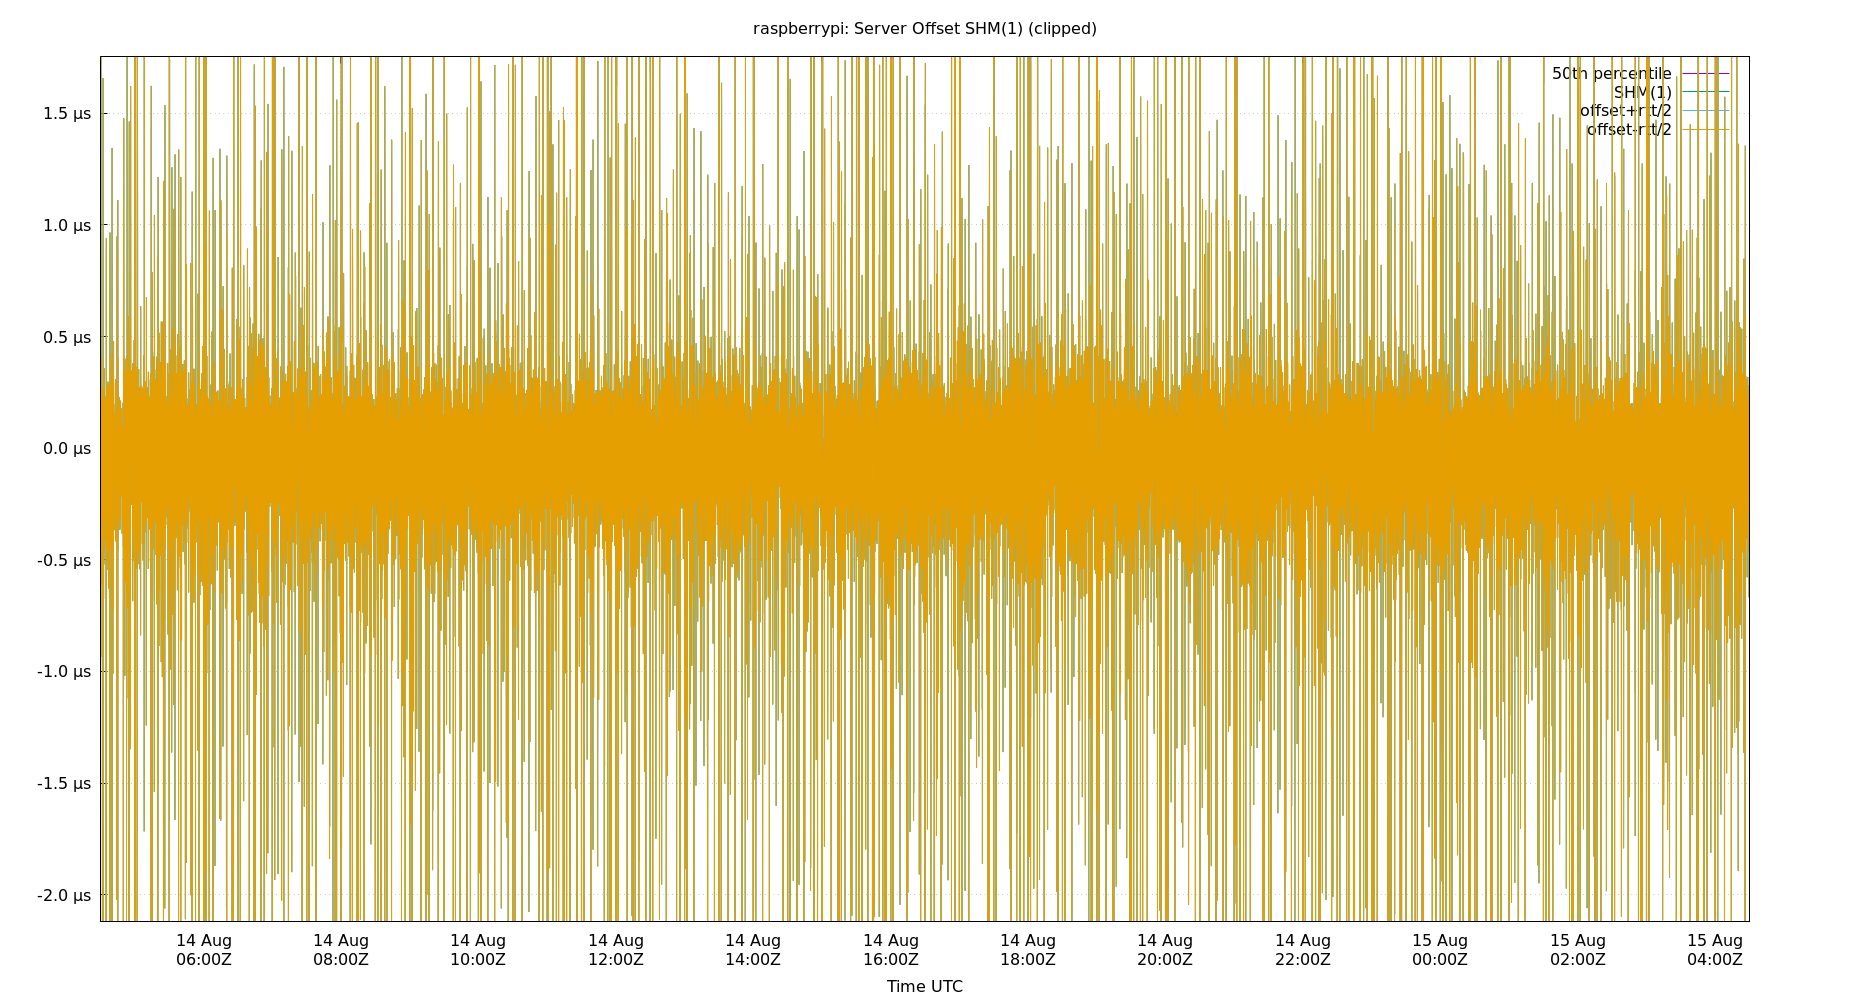 raspberrypi: Server Offset SHM(1) (clipped)
50th percentile
SHM(1)
offset+rtt/2
offset-rtt/2
1.5 µs
1.0 µs
0.5 µs
0.0 µs
-0.5 µs
-1.0 µs
-1.5 µs
-2.0 µs
14 Aug 14 Aug 14 Aug 14 Aug 14 Aug 14 Aug 14 Aug 14 Aug 14 Aug 15 Aug 15 Aug 15 Aug
06:00Z 08:00Z 10:00Z 12:00Z 14:00Z 16:00Z 18:00Z 20:00Z 22:00Z 00:00Z 02:00Z 04:00Z
Time UTC